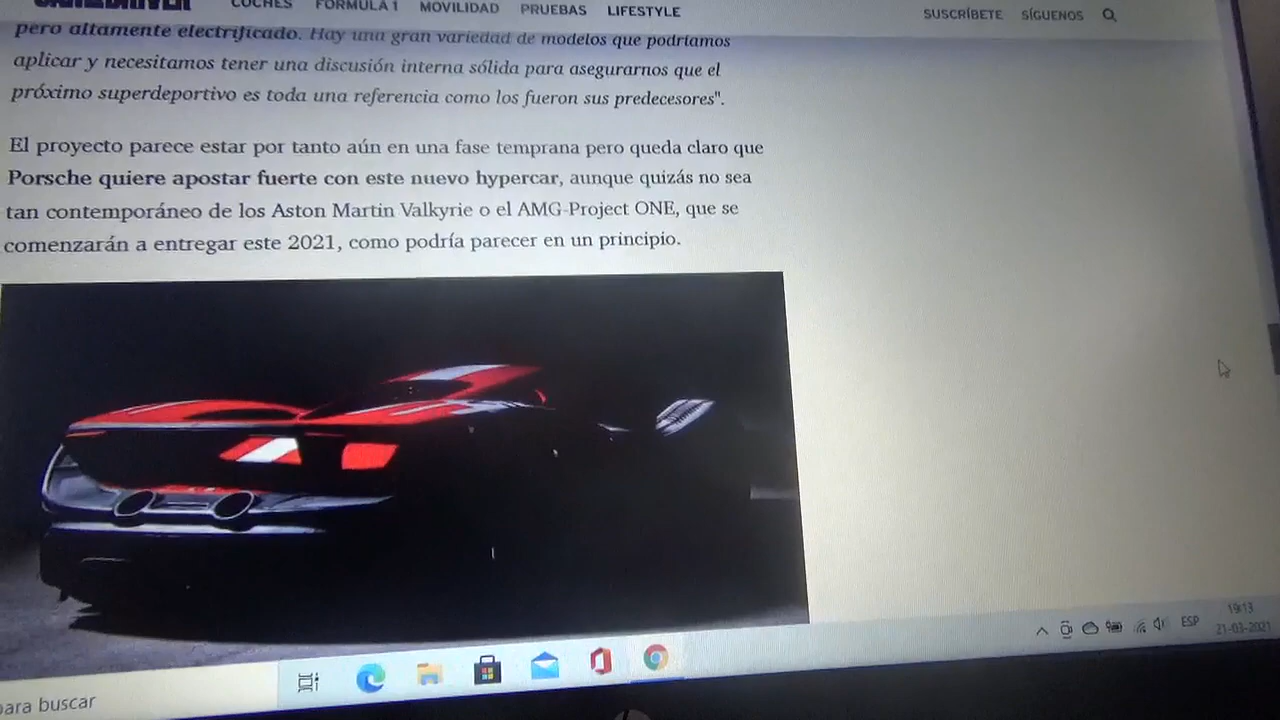 COCHES FÓRMULA 1 MOVILIDAD PRUEBAS LIFESTYLE
SUSCRÍBETE SÍGUENOS
pero altamente electrificado. Hay una gran variedad de modelos que podríamos
aplicar y necesitamos tener una discusión interna sólida para asegurarnos que el
próximo superdeportivo es toda una referencia como los fueron sus predecesores".
El proyecto parece estar por tanto aún en una fase temprana pero queda claro que
Porsche quiere apostar fuerte con este nuevo hypercar, aunque quizás no sea
tan contemporáneo de los Aston Martin Valkyrie o el AMG-Project ONE, que se
comenzarán a entregar este 2021, como podría parecer en un principio.
ESP
19:13
21-03-2021
para buscar